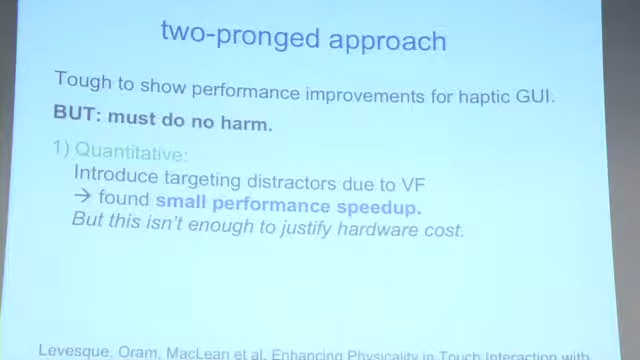 two-pronged approach
Tough to show performance improvements for haptic GUI.
BUT: must do no harm.
1) Quantitative:
Introduce targeting distractors due to VF
→ found small performance speedup.
But this isn't enough to justify hardware cost.
Levesque, Oram, MacLean et al. Enhancing Physicality in Touch Interaction with